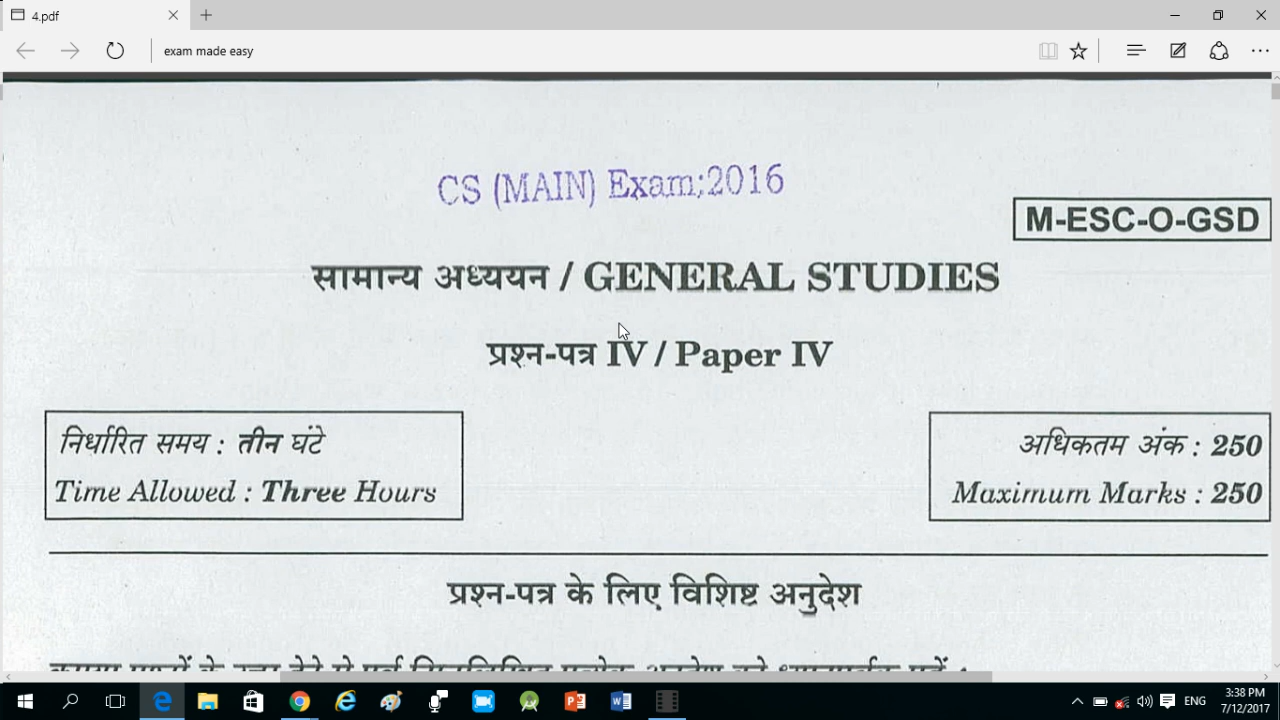 4.pdf
exam made easy
CS (MAIN) Exam;2016
M-ESC-O-GSD
सामान्य अध्ययन / GENERAL STUDIES
प्रश्न-पत्र IV / Paper IV
निर्धारित समय : तीन घंटे
Time Allowed : Three Hours
अधिकतम अंक : 250
Maximum Marks : 250
प्रश्न-पत्र के लिए विशिष्ट अनुदेश
ENG
3:38 PM
7/12/2017